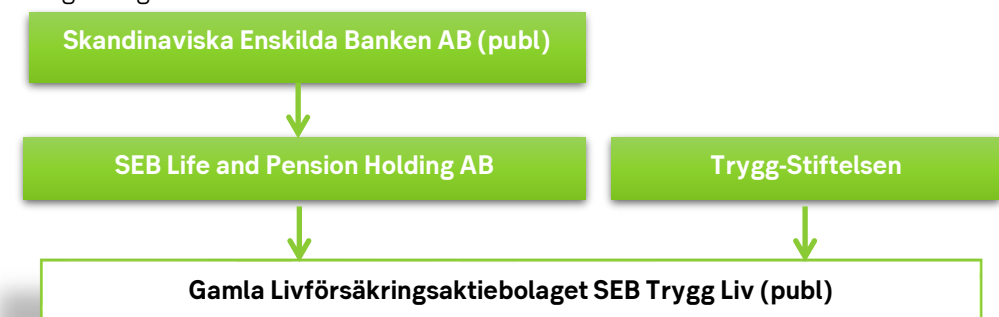 Skandinaviska Enskilda Banken AB (publ)
SEB Life and Pension Holding AB
Trygg-Stiftelsen
Gamla Livförsäkringsaktiebolaget SEB Trygg Liv (publ)